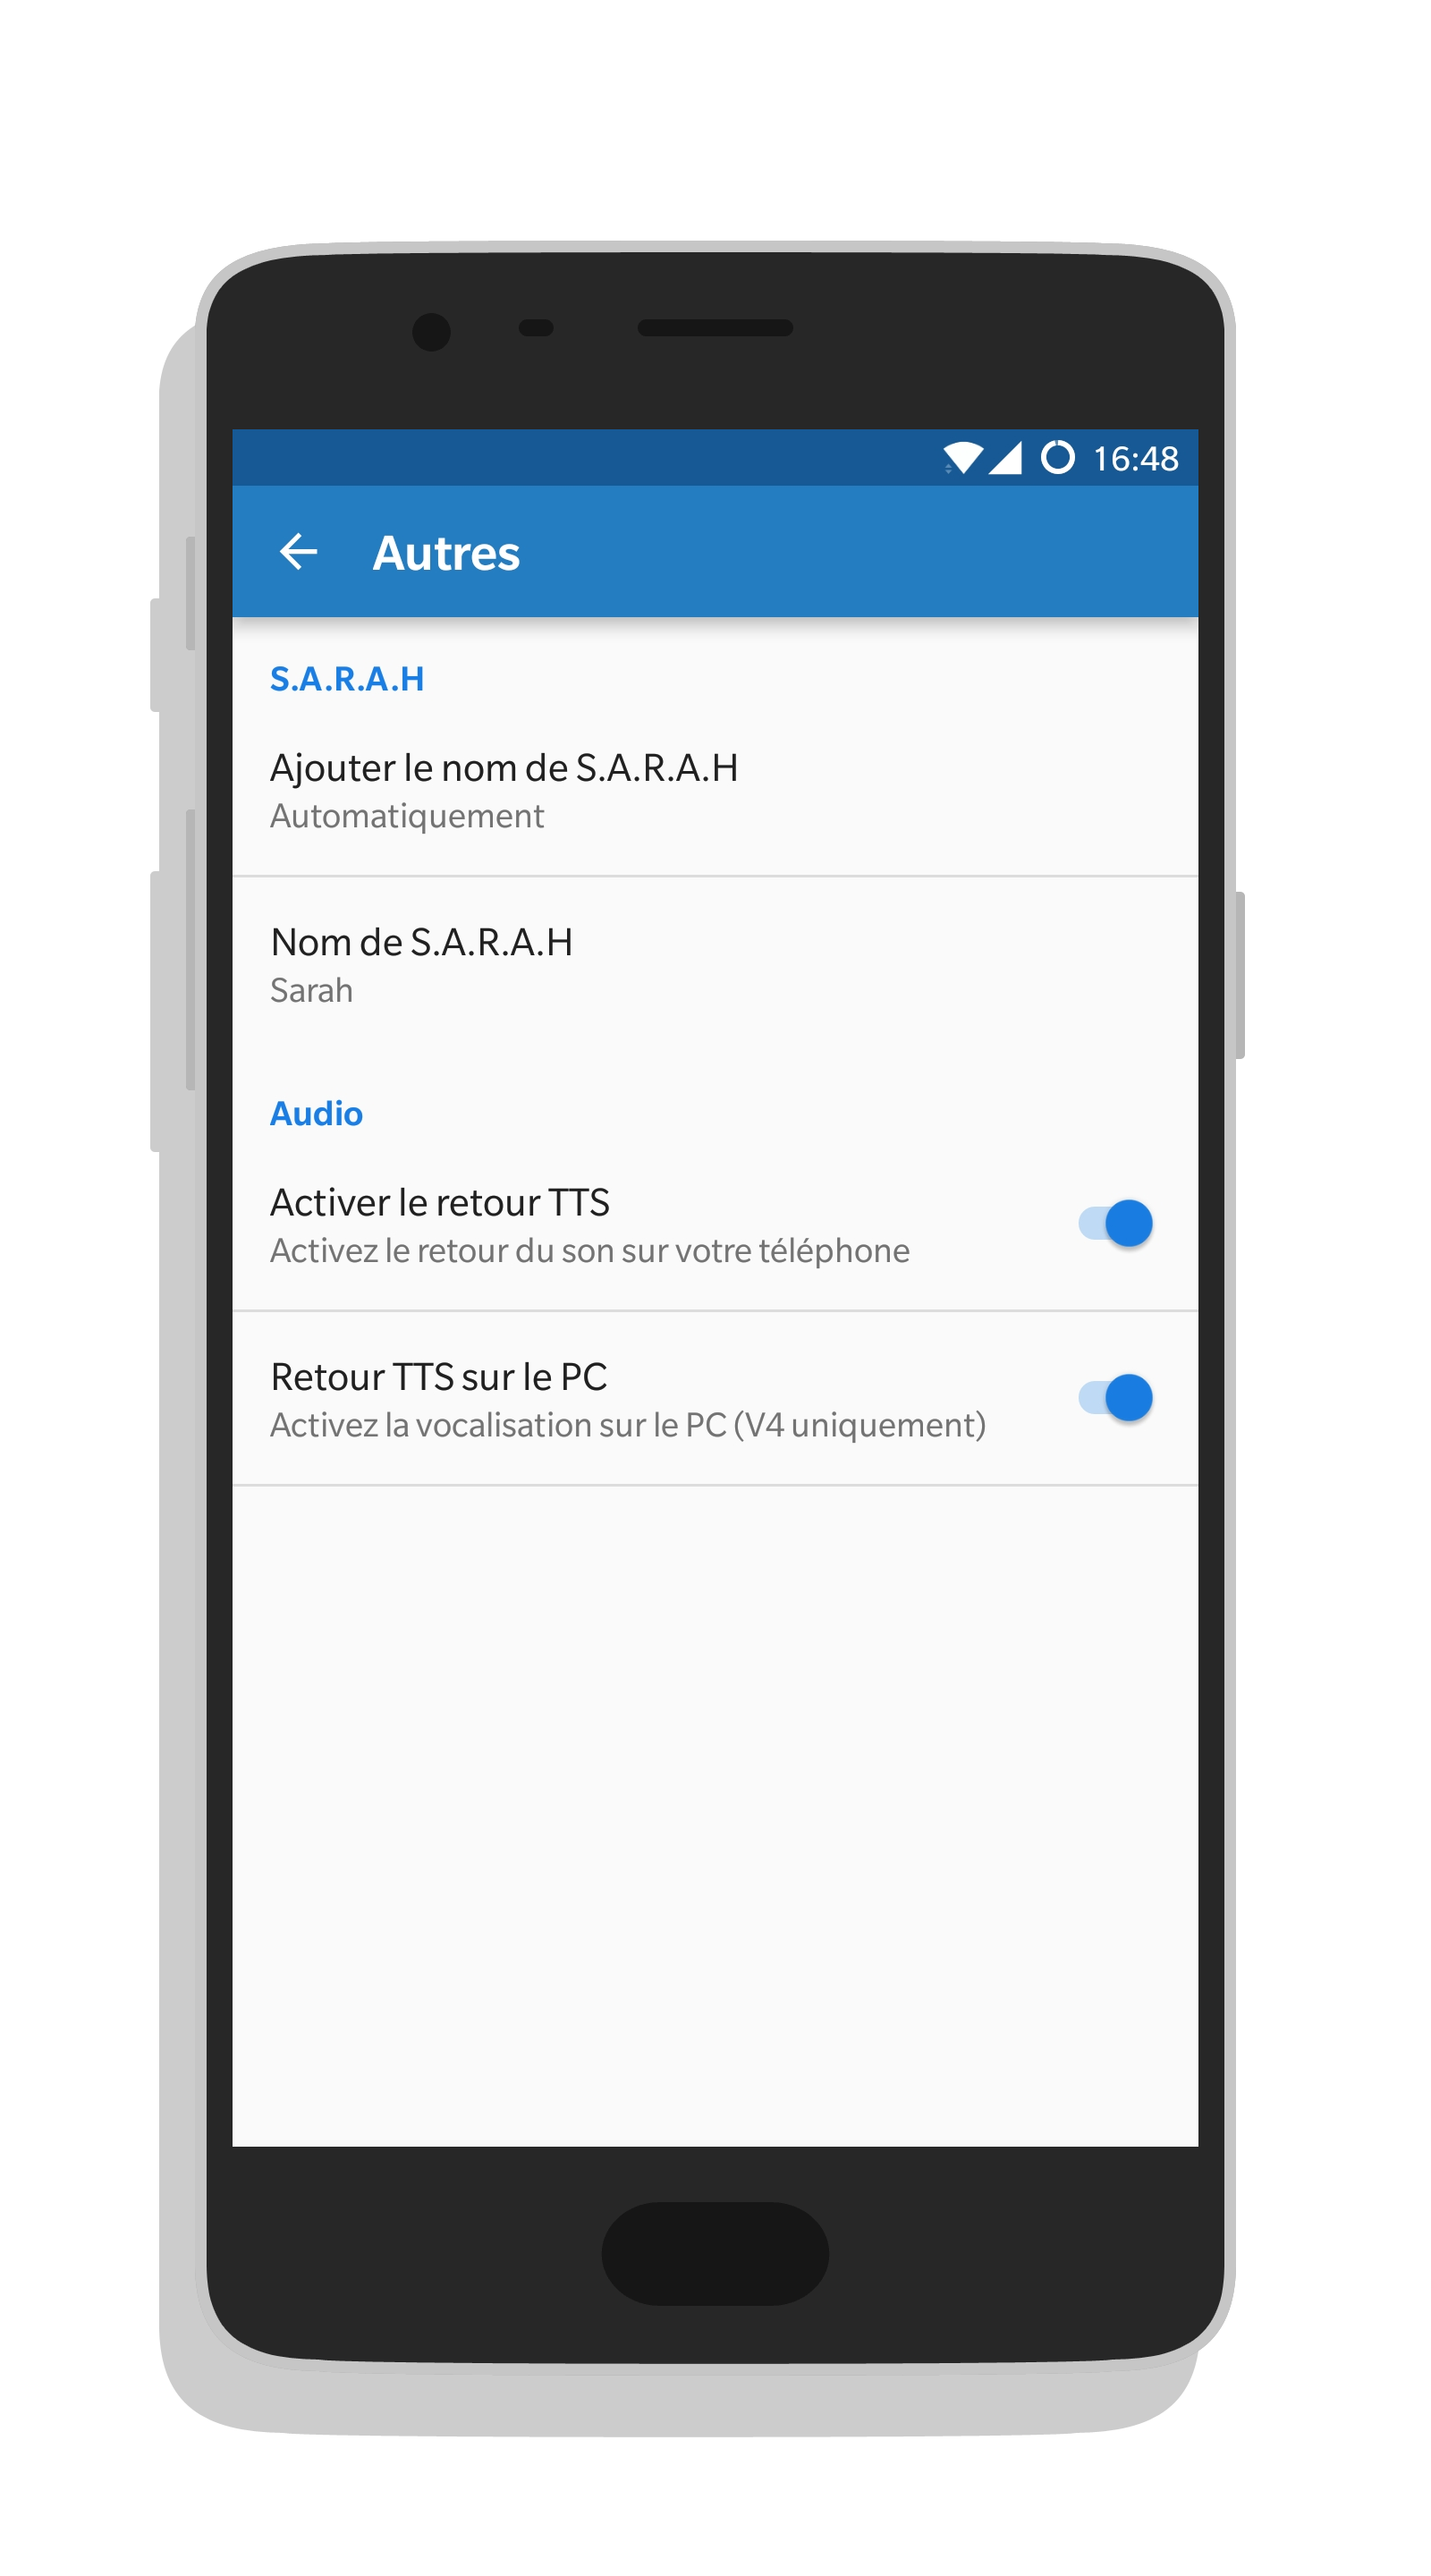 16:48
Autres
S.A.R.A.H
Ajouter le nom de S.A.R.A.H
Automatiquement
Nom de S.A.R.A.H
Sarah
Audio
Activer le retour TTS
Activez le retour du son sur votre téléphone
Retour TTS sur le PC
Activez la vocalisation sur le PC (V4 uniquement)